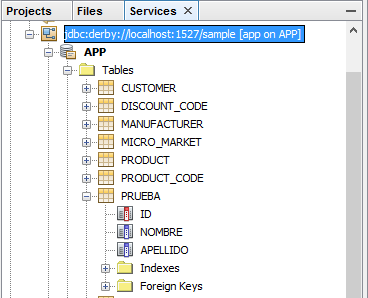 Projects Files Services
jdbc:derby://localhost:1527/sample [app on APP]
APP
Tables
CUSTOMER
DISCOUNT_CODE
MANUFACTURER
MICRO_MARKET
PRODUCT
PRODUCT_CODE
PRUEBA
ID
NOMBRE
APELLIDO
Indexes
Foreign Keys